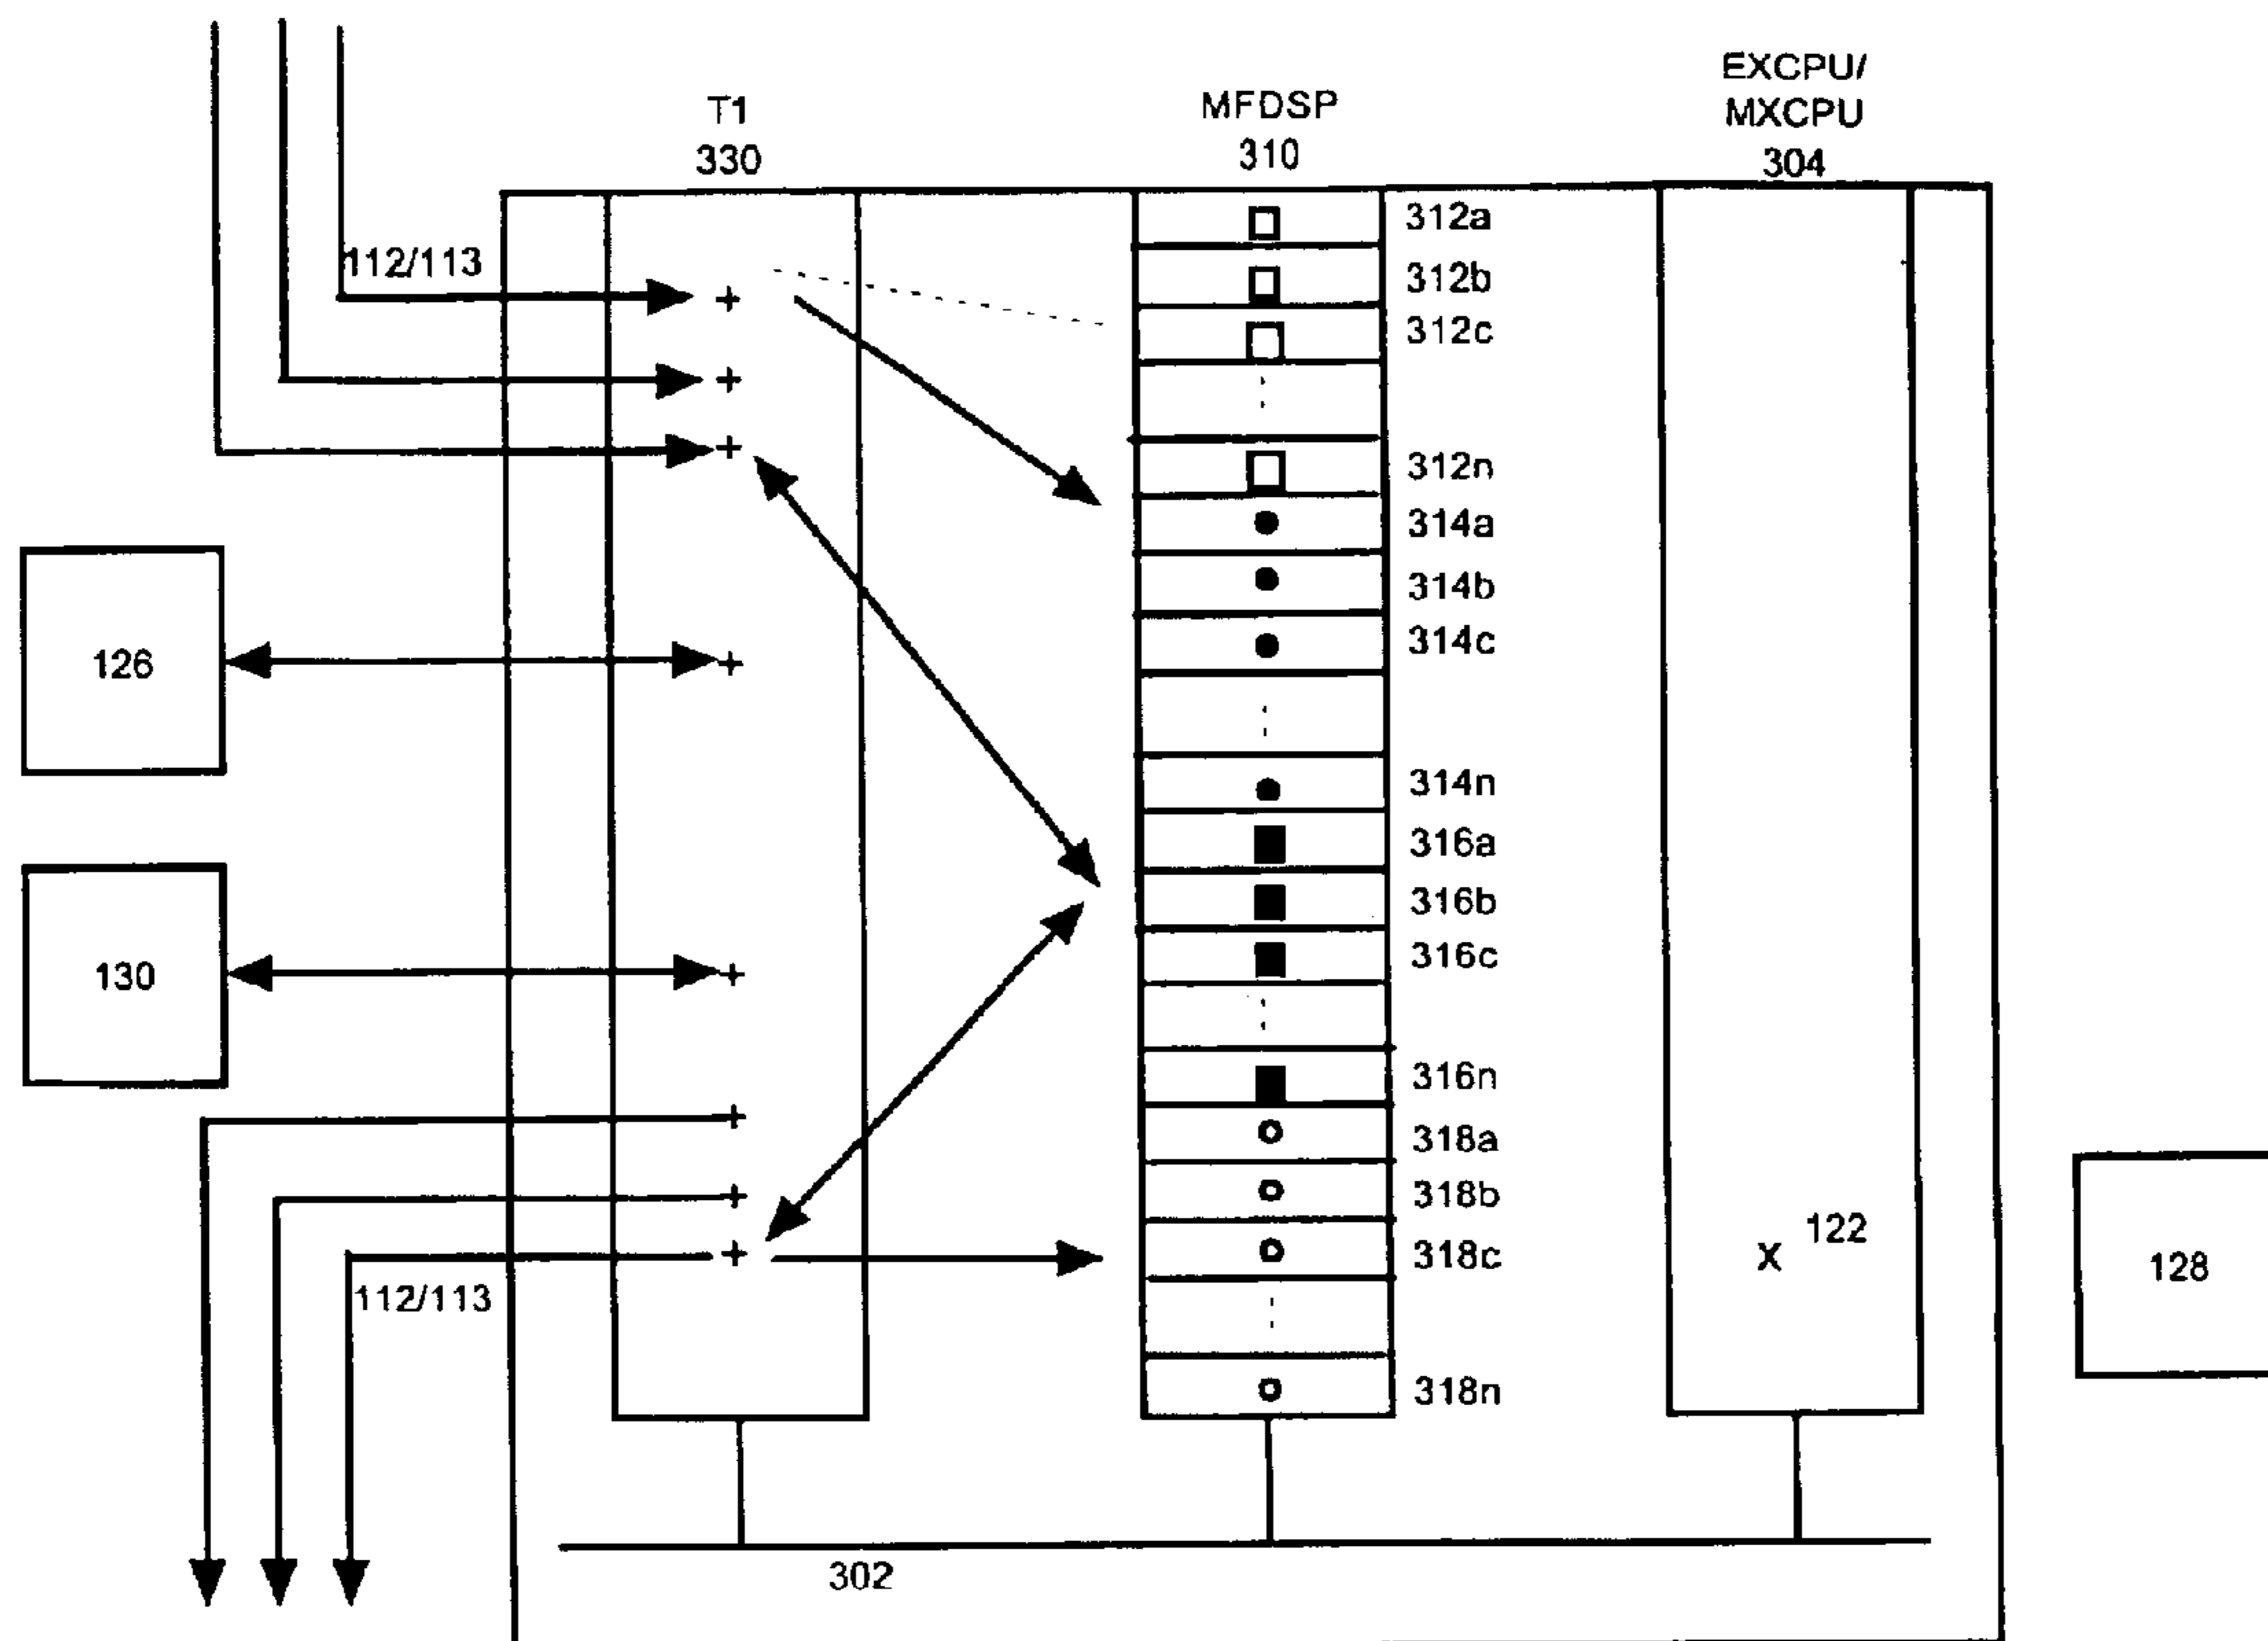 T1
330
MFDSP
310
EXCPU/
MXCPU
304
112/113
+
+
+
+
+
+
+
+
312a
312b
312c
312n
314a
314b
314c
314n
316a
316b
316c
316n
318a
318b
318c
318n
126
130
112/113
X 122
128
302